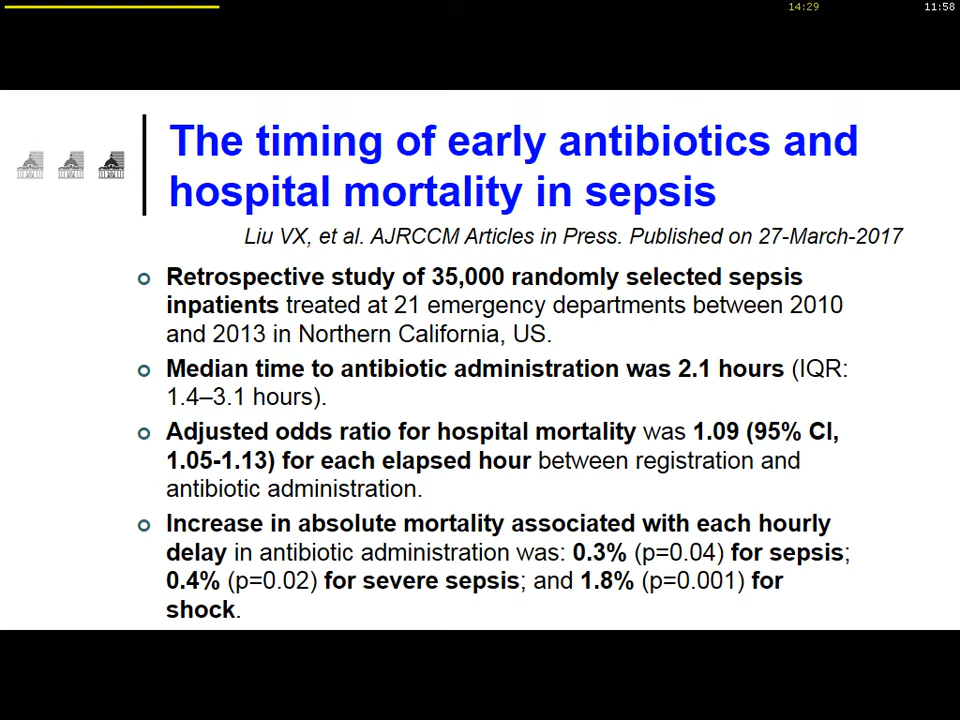 14:29
11:58
The timing of early antibiotics and
hospital mortality in sepsis
Liu VX, et al. AJRCCM Articles in Press. Published on 27-March-2017
Retrospective study of 35,000 randomly selected sepsis
inpatients treated at 21 emergency departments between 2010
and 2013 in Northern California, US.
Median time to antibiotic administration was 2.1 hours (IQR:
1.4–3.1 hours).
Adjusted odds ratio for hospital mortality was 1.09 (95% CI,
1.05-1.13) for each elapsed hour between registration and
antibiotic administration.
Increase in absolute mortality associated with each hourly
delay in antibiotic administration was: 0.3% (p=0.04) for sepsis;
0.4% (p=0.02) for severe sepsis; and 1.8% (p=0.001) for
shock.